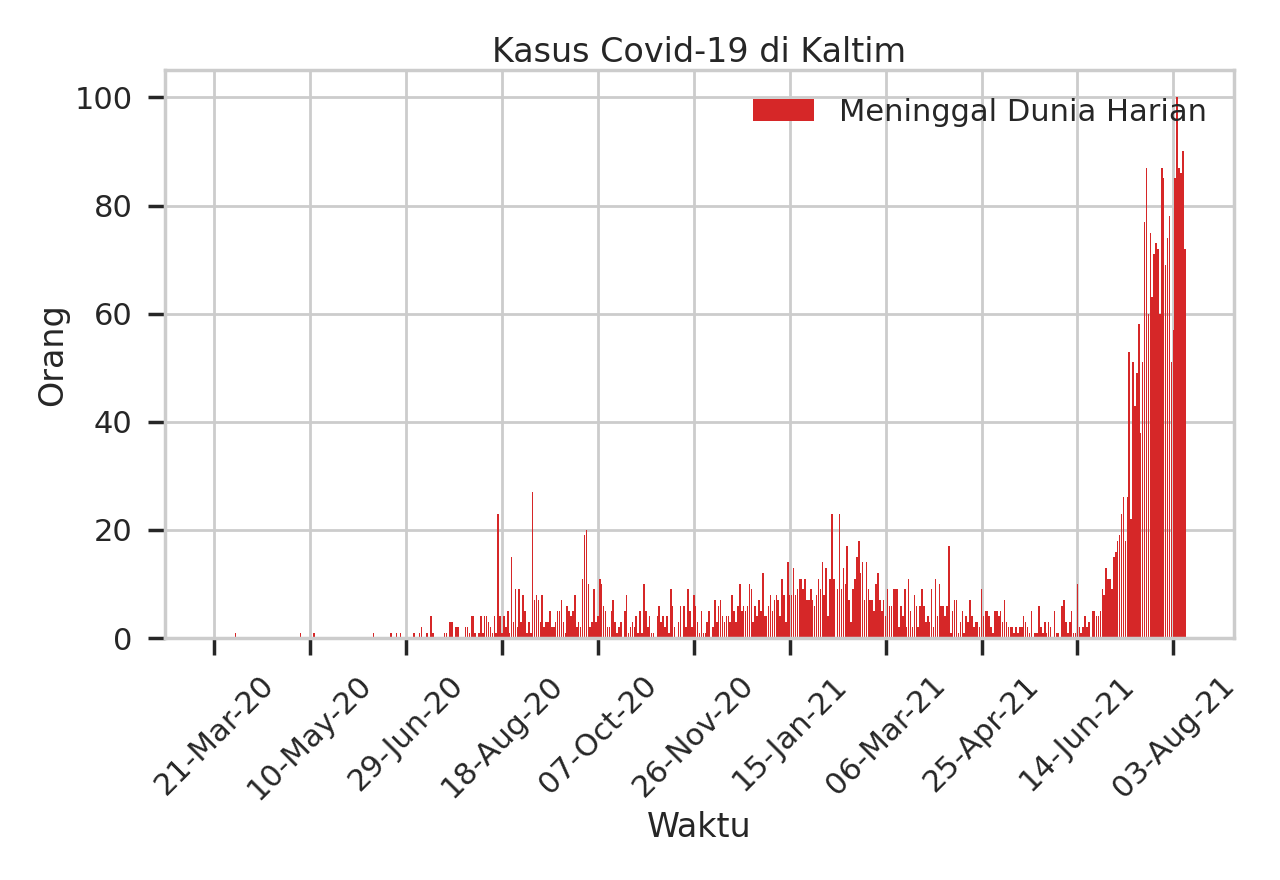 Kasus Covid-19 di Kaltim
Meninggal Dunia Harian
100
80
60
40
20
0
Orang
21-Mar-20
10-May-20
29-Jun-20
18-Aug-20
07-Oct-20
26-Nov-20
15-Jan-21
06-Mar-21
25-Apr-21
14-Jun-21
03-Aug-21
Waktu